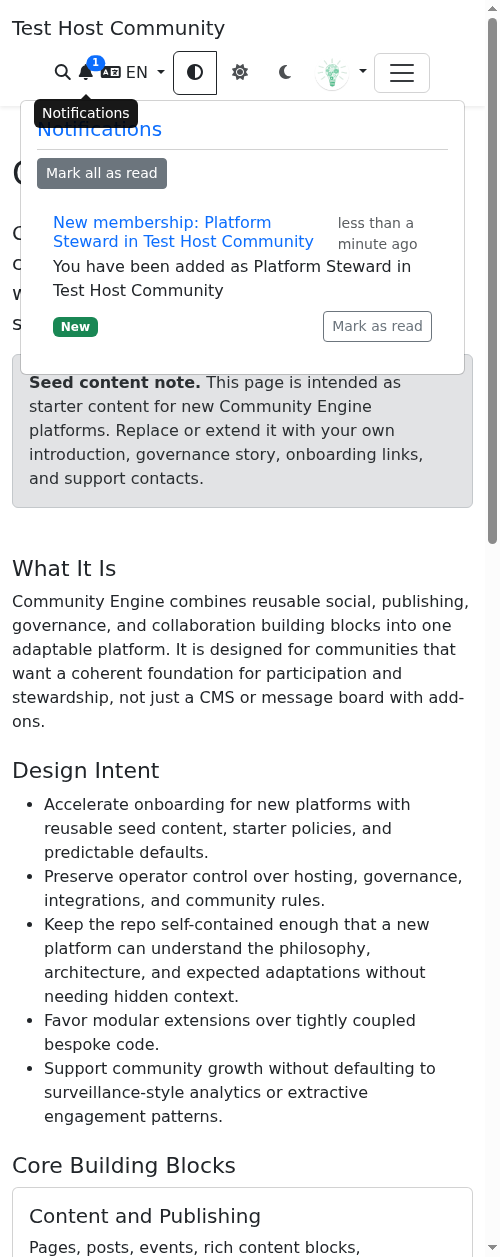 Test Host Community
1
EN
Notifications
Notifications
Mark all as read
New membership: Platform Steward in Test Host Community
less than a minute ago
You have been added as Platform Steward in
Test Host Community
New
Mark as read
Seed content note. This page is intended as
starter content for new Community Engine
platforms. Replace or extend it with your own
introduction, governance story, onboarding links,
and support contacts.
What It Is
Community Engine combines reusable social, publishing,
governance, and collaboration building blocks into one
adaptable platform. It is designed for communities that
want a coherent foundation for participation and
stewardship, not just a CMS or message board with add-
ons.
Design Intent
• Accelerate onboarding for new platforms with
reusable seed content, starter policies, and
predictable defaults.
• Preserve operator control over hosting, governance,
integrations, and community rules.
• Keep the repo self-contained enough that a new
platform can understand the philosophy,
architecture, and expected adaptations without
needing hidden context.
• Favor modular extensions over tightly coupled
bespoke code.
• Support community growth without defaulting to
surveillance-style analytics or extractive
engagement patterns.
Core Building Blocks
Content and Publishing
Pages, posts, events, rich content blocks,